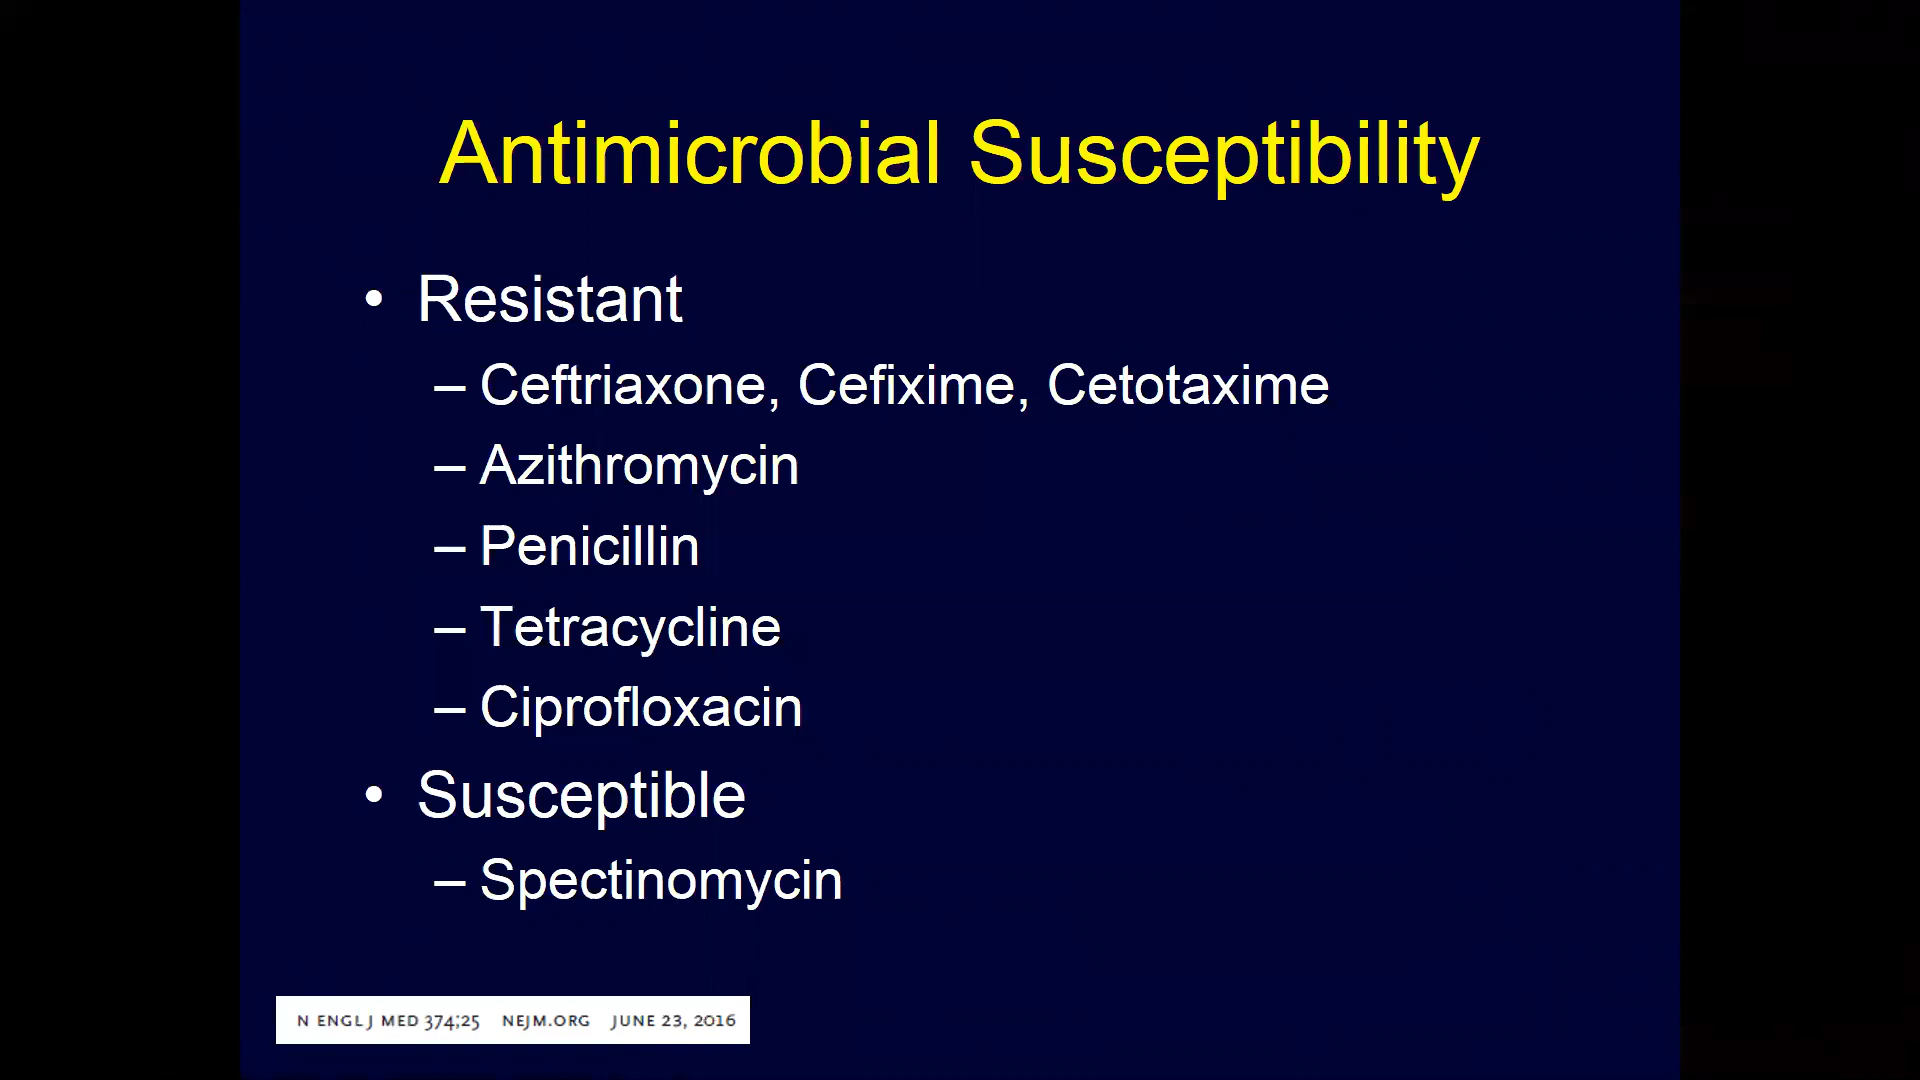 Antimicrobial Susceptibility
• Resistant
– Ceftriaxone, Cefixime, Cetotaxime
– Azithromycin
– Penicillin
– Tetracycline
– Ciprofloxacin
• Susceptible
– Spectinomycin
N ENGL J MED 374;25 NEJM.ORG JUNE 23, 2016